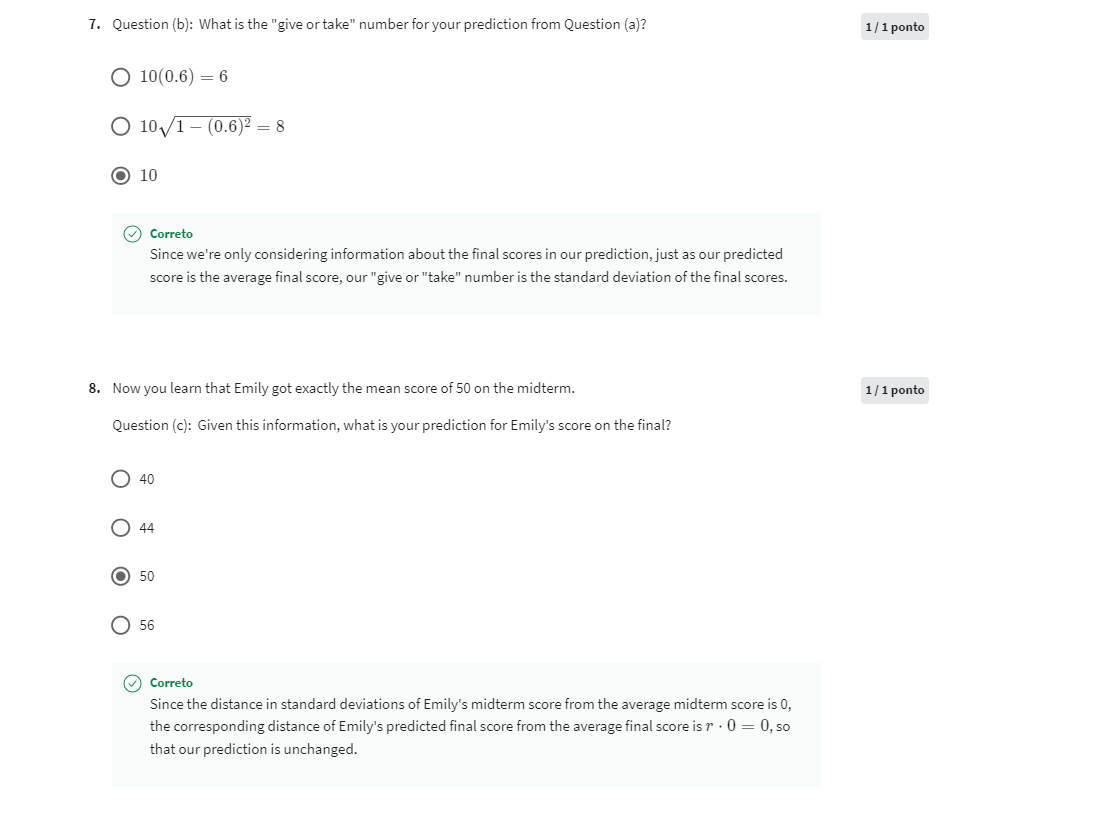 7. Question (b): What is the "give or take" number for your prediction from Question (a)?
1 / 1 ponto
10(0.6) = 6
10√1 − (0.6)² = 8
10
Correto
Since we're only considering information about the final scores in our prediction, just as our predicted
score is the average final score, our "give or "take" number is the standard deviation of the final scores.
8. Now you learn that Emily got exactly the mean score of 50 on the midterm.
1 / 1 ponto
Question (c): Given this information, what is your prediction for Emily's score on the final?
40
44
50
56
Correto
Since the distance in standard deviations of Emily's midterm score from the average midterm score is 0,
the corresponding distance of Emily's predicted final score from the average final score is r · 0 = 0, so
that our prediction is unchanged.